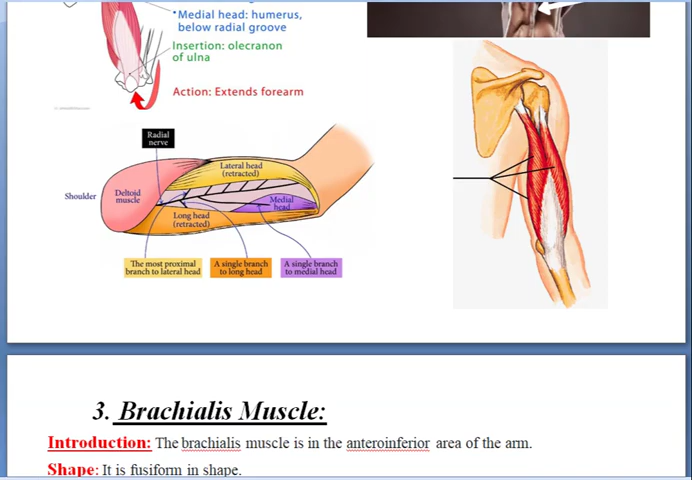 •Medial head: humerus,
below radial groove
Insertion: olecranon
of ulna
Action: Extends forearm
Radial
nerve
Lateral head
(retracted)
Shoulder
Deltoid
muscle
Medial
head
Long head
(retracted)
The most proximal
branch to lateral head
A single branch
to long head
A single branch
to medial head
3. Brachialis Muscle:
Introduction: The brachialis muscle is in the anteroinferior area of the arm.
Shape: It is fusiform in shape.